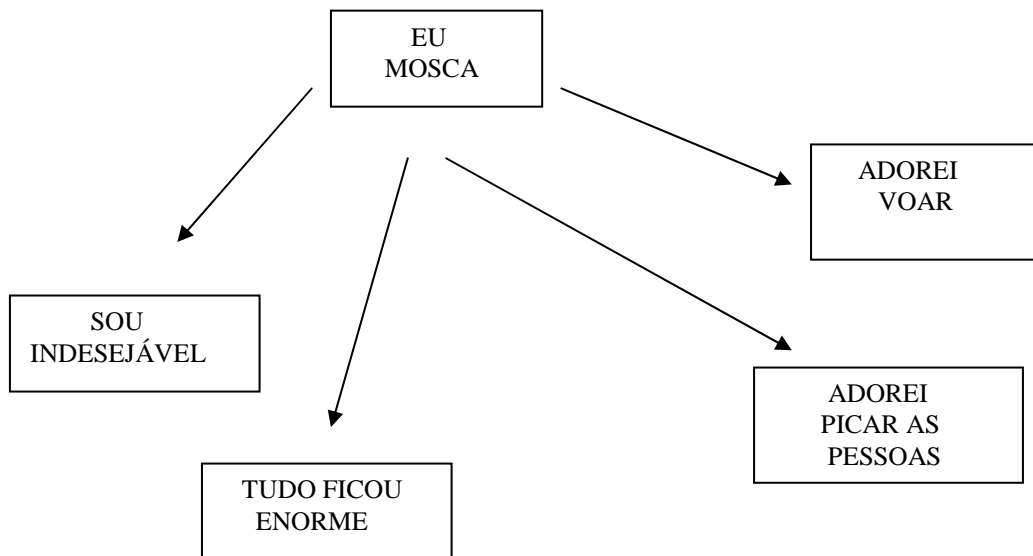 EU
MOSCA
ADOREI
VOAR
SOU
INDESEJÁVEL
ADOREI
PICAR AS
PESSOAS
TUDO FICOU
ENORME